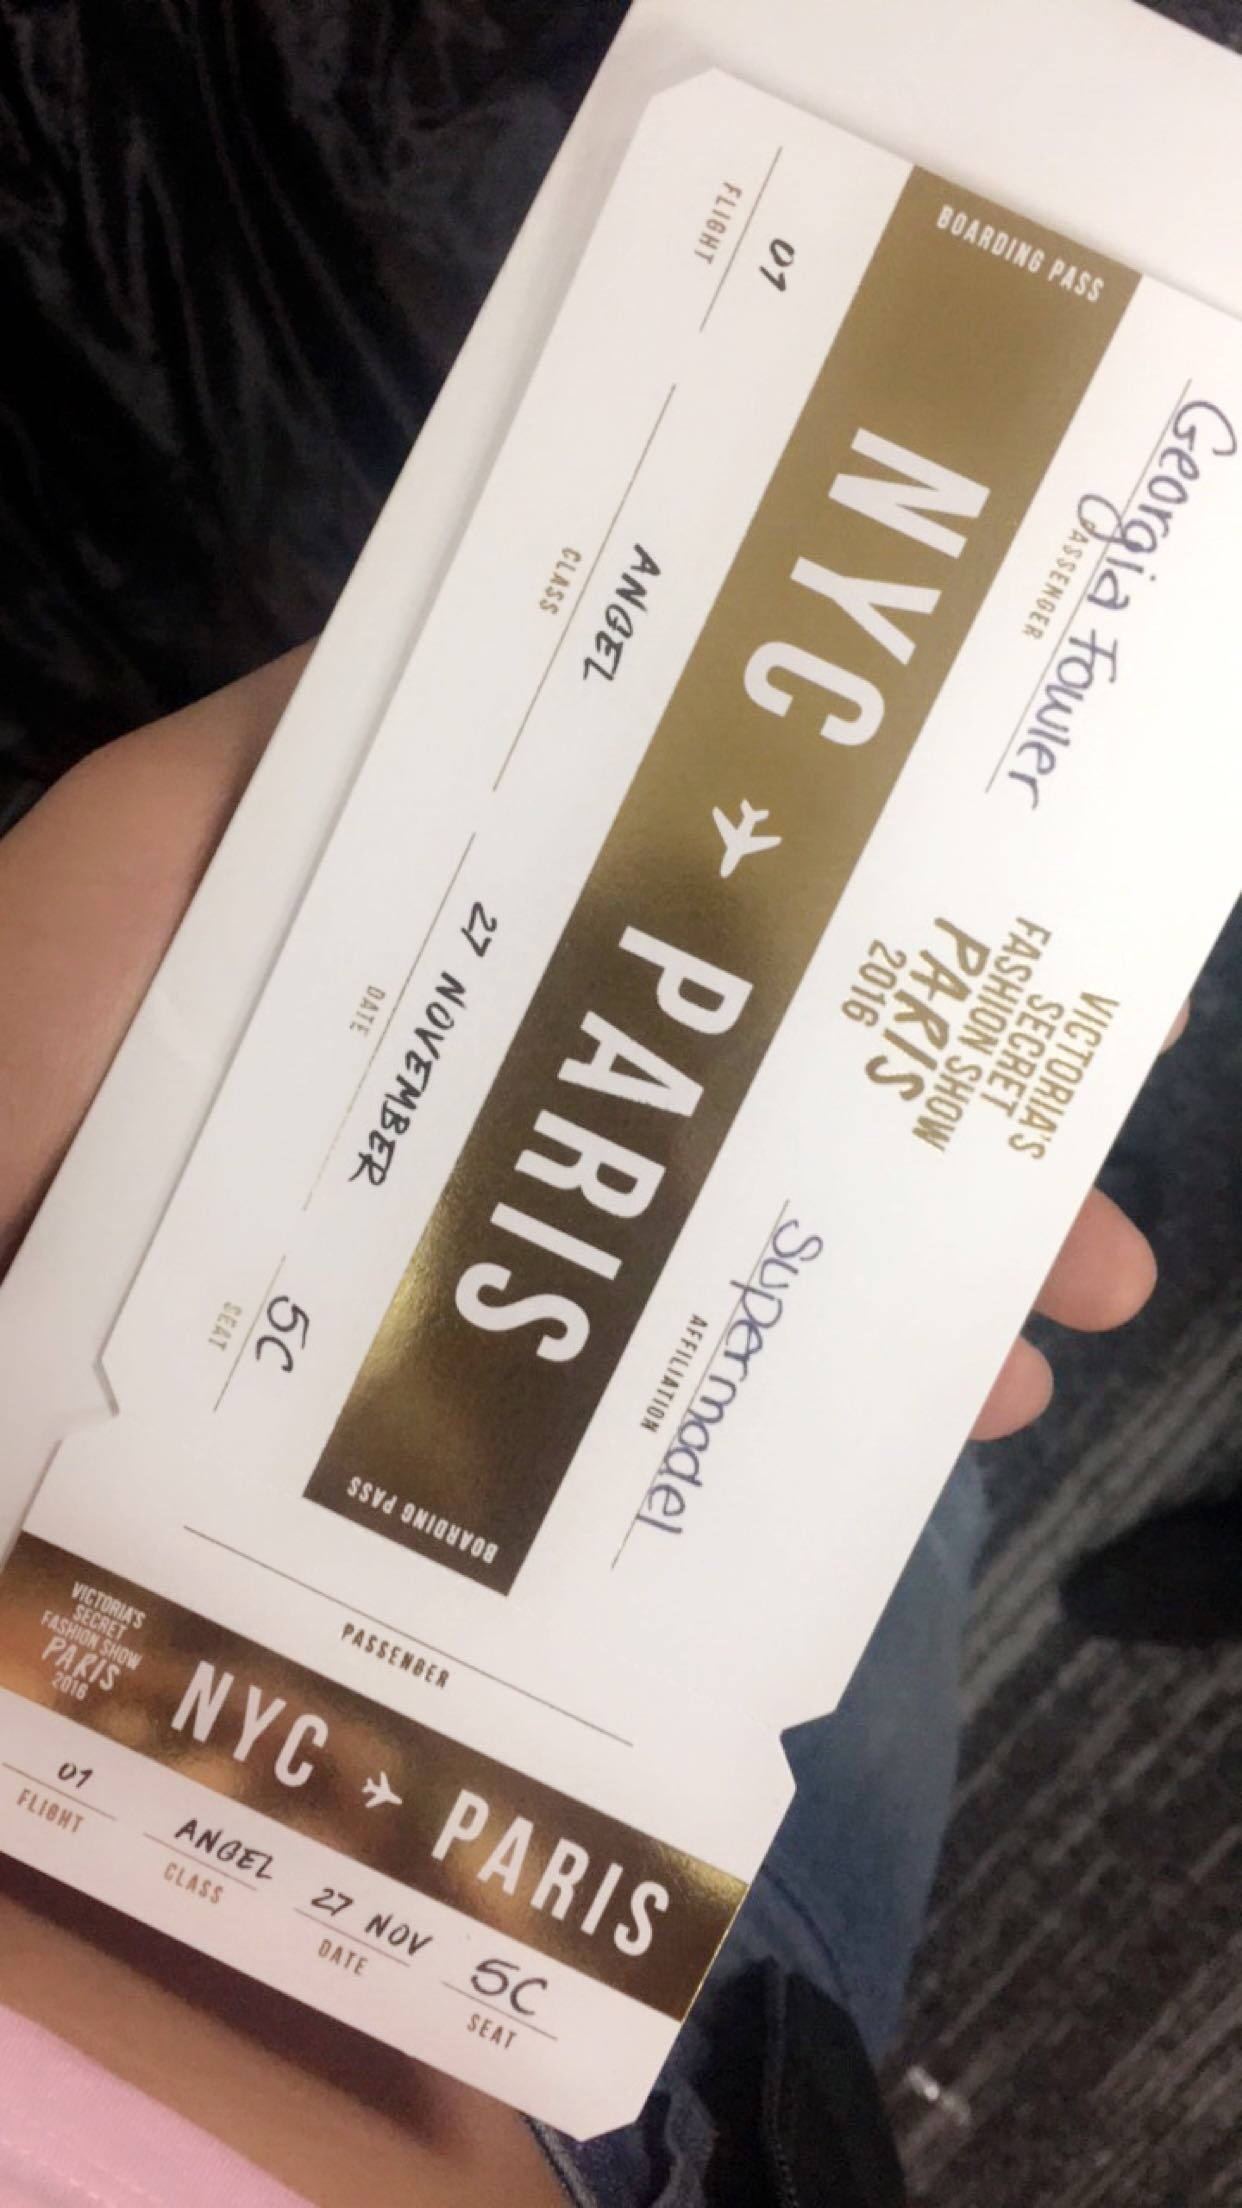 BOARDING PASS
Georgia Fowler
PASSENGER
VICTORIA'S
SECRET
FASHION SHOW
PARIS
2016
Supermodel
AFFILIATION
NYC PARIS
BOARDING PASS
01
FLIGHT
ANGEL
CLASS
27 NOVEMBER
DATE
5C
SEAT
PASSENGER
VICTORIA'S
SECRET
FASHION SHOW
PARIS
2016
NYC PARIS
01
FLIGHT
ANGEL
CLASS
27 NOV
DATE
5C
SEAT